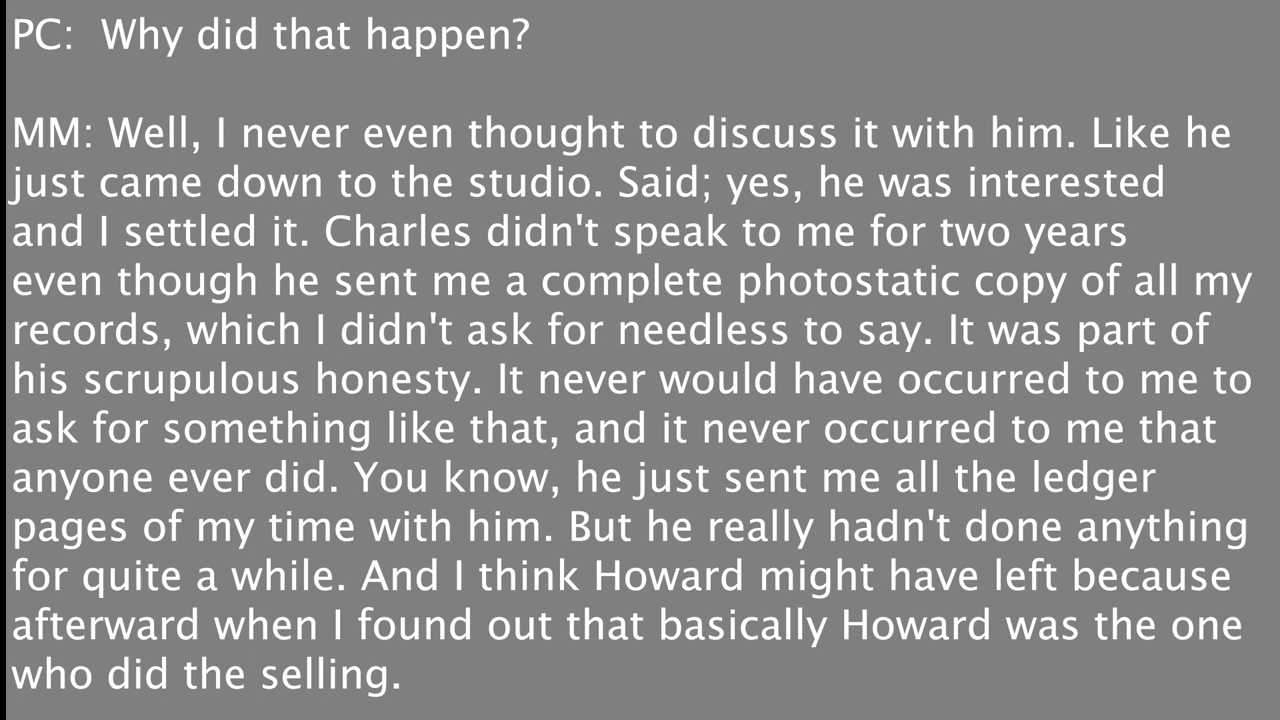 PC:  Why did that happen?
MM: Well, I never even thought to discuss it with him. Like he
just came down to the studio. Said; yes, he was interested
and I settled it. Charles didn't speak to me for two years
even though he sent me a complete photostatic copy of all my
records, which I didn't ask for needless to say. It was part of
his scrupulous honesty. It never would have occurred to me to
ask for something like that, and it never occurred to me that
anyone ever did. You know, he just sent me all the ledger
pages of my time with him. But he really hadn't done anything
for quite a while. And I think Howard might have left because
afterward when I found out that basically Howard was the one
who did the selling.